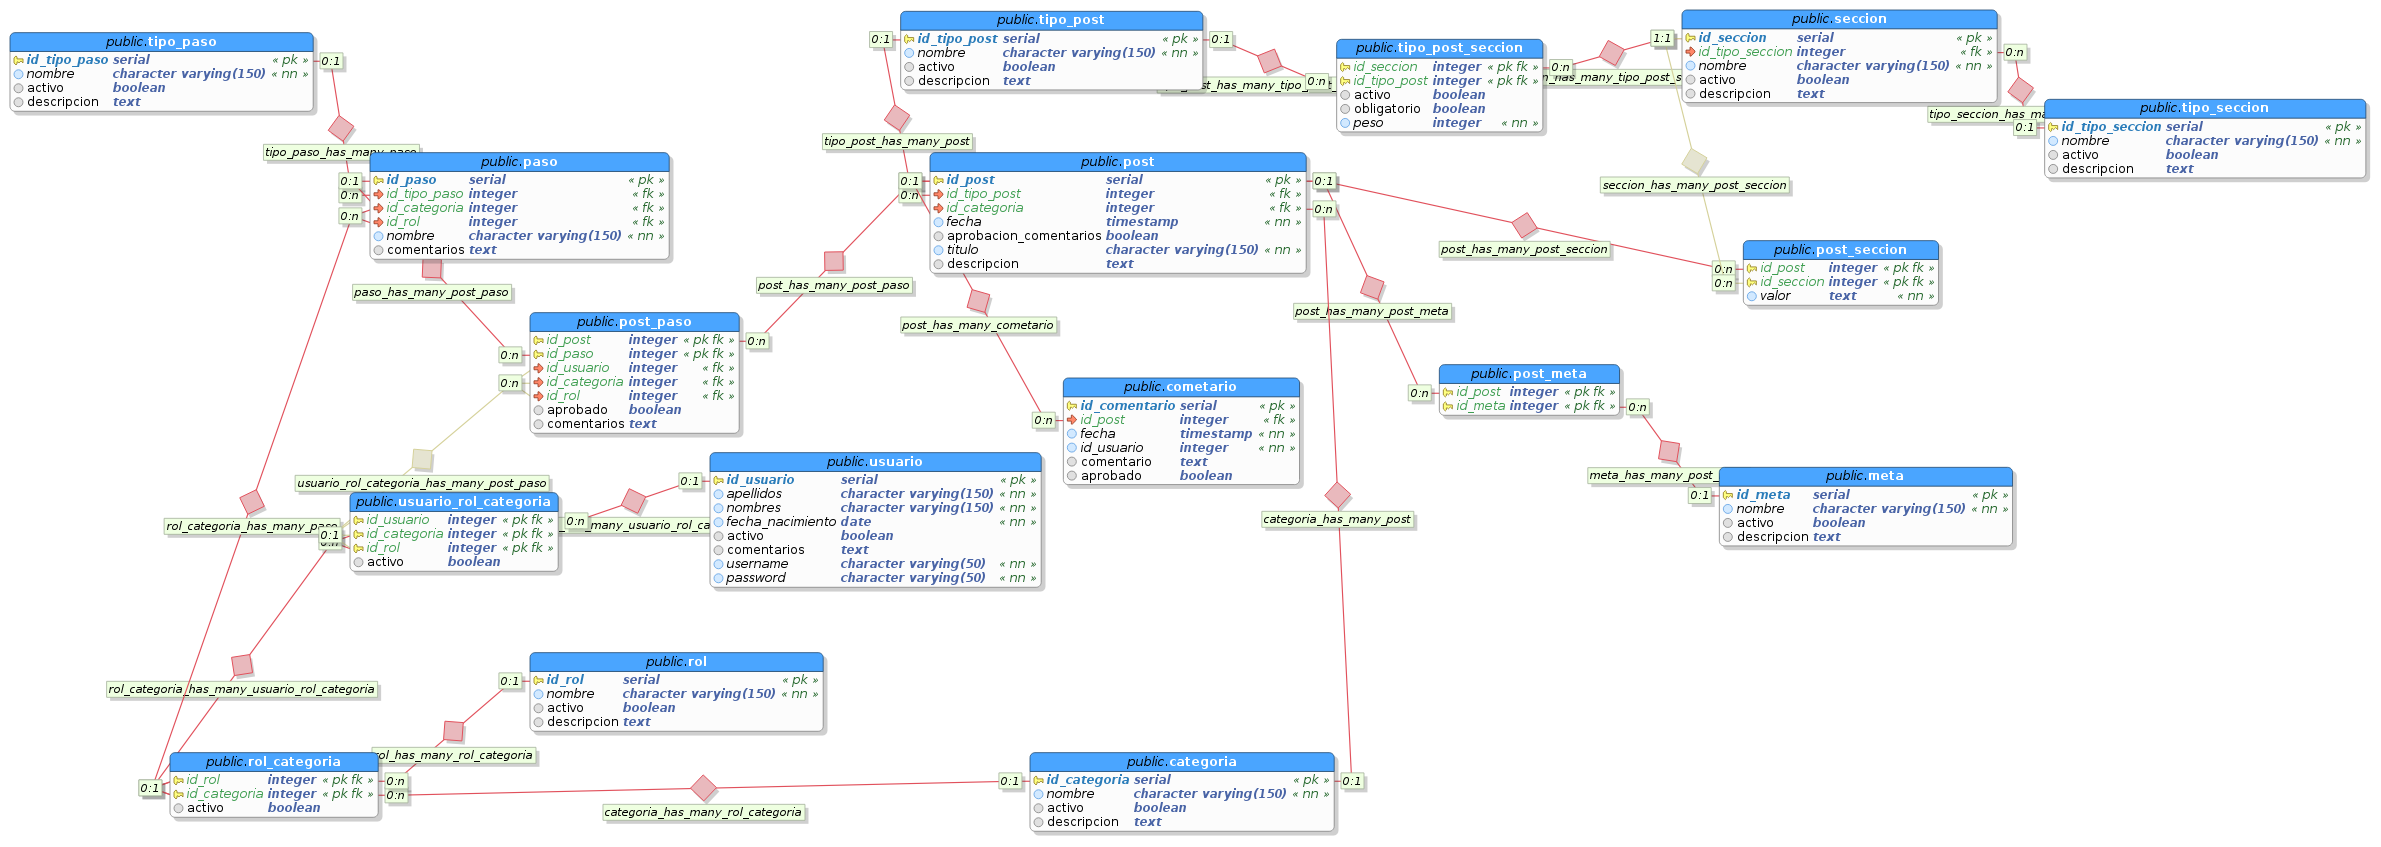 public.tipo_paso
id_tipo_paso serial « pk »
nombre character varying(150) « nn »
activo boolean
descripcion text
0:1
tipo_paso_has_many_paso
public.paso
0:1
id_paso serial « pk »
0:n
id_tipo_paso integer « fk »
id_categoria integer « fk »
0:n
id_rol integer « fk »
nombre character varying(150) « nn »
comentarios text
paso_has_many_post_paso
public.tipo_post
0:1
id_tipo_post serial « pk »
0:1
nombre character varying(150) « nn »
activo boolean
descripcion text
tipo_post_has_many_post
0:n
public.tipo_post_seccion
id_seccion integer « pk fk »
0:n
id_tipo_post integer « pk fk »
activo boolean
obligatorio boolean
peso integer « nn »
1:1
public.seccion
id_seccion serial « pk »
id_tipo_seccion integer « fk »
0:n
nombre character varying(150) « nn »
activo boolean
descripcion text
public.tipo_seccion
0:1
id_tipo_seccion serial « pk »
nombre character varying(150) « nn »
activo boolean
descripcion text
seccion_has_many_post_seccion
public.post
0:1
id_post serial « pk »
0:1
0:n
id_tipo_post integer « fk »
id_categoria integer « fk »
0:n
fecha timestamp « nn »
aprobacion_comentarios boolean
titulo character varying(150) « nn »
descripcion text
post_has_many_post_seccion
public.post_seccion
0:n
id_post integer « pk fk »
0:n
id_seccion integer « pk fk »
valor text « nn »
post_has_many_post_paso
post_has_many_cometario
post_has_many_post_meta
public.post_paso
id_post integer « pk fk »
0:n
0:n
id_paso integer « pk fk »
id_usuario integer « fk »
0:n
id_categoria integer « fk »
id_rol integer « fk »
aprobado boolean
comentarios text
public.cometario
id_comentario serial « pk »
0:n
id_post integer « fk »
fecha timestamp « nn »
id_usuario integer « nn »
comentario text
aprobado boolean
public.post_meta
0:n
id_post integer « pk fk »
id_meta integer « pk fk »
0:n
usuario_rol_categoria_has_many_post_paso
public.usuario_rol_categoria
id_usuario integer « pk fk »
0:n
0:1
id_categoria integer « pk fk »
id_rol integer « pk fk »
activo boolean
rol_categoria_has_many_paso
public.usuario
0:1
id_usuario serial « pk »
apellidos character varying(150) « nn »
nombres character varying(150) « nn »
fecha_nacimiento date « nn »
activo boolean
comentarios text
username character varying(50) « nn »
password character varying(50) « nn »
categoria_has_many_post
public.meta
0:1
id_meta serial « pk »
nombre character varying(150) « nn »
activo boolean
descripcion text
rol_categoria_has_many_usuario_rol_categoria
public.rol
0:1
id_rol serial « pk »
nombre character varying(150) « nn »
activo boolean
descripcion text
rol_has_many_rol_categoria
public.rol_categoria
id_rol integer « pk fk »
0:n
0:1
id_categoria integer « pk fk »
0:n
activo boolean
categoria_has_many_rol_categoria
public.categoria
0:1
id_categoria serial « pk »
0:1
nombre character varying(150) « nn »
activo boolean
descripcion text